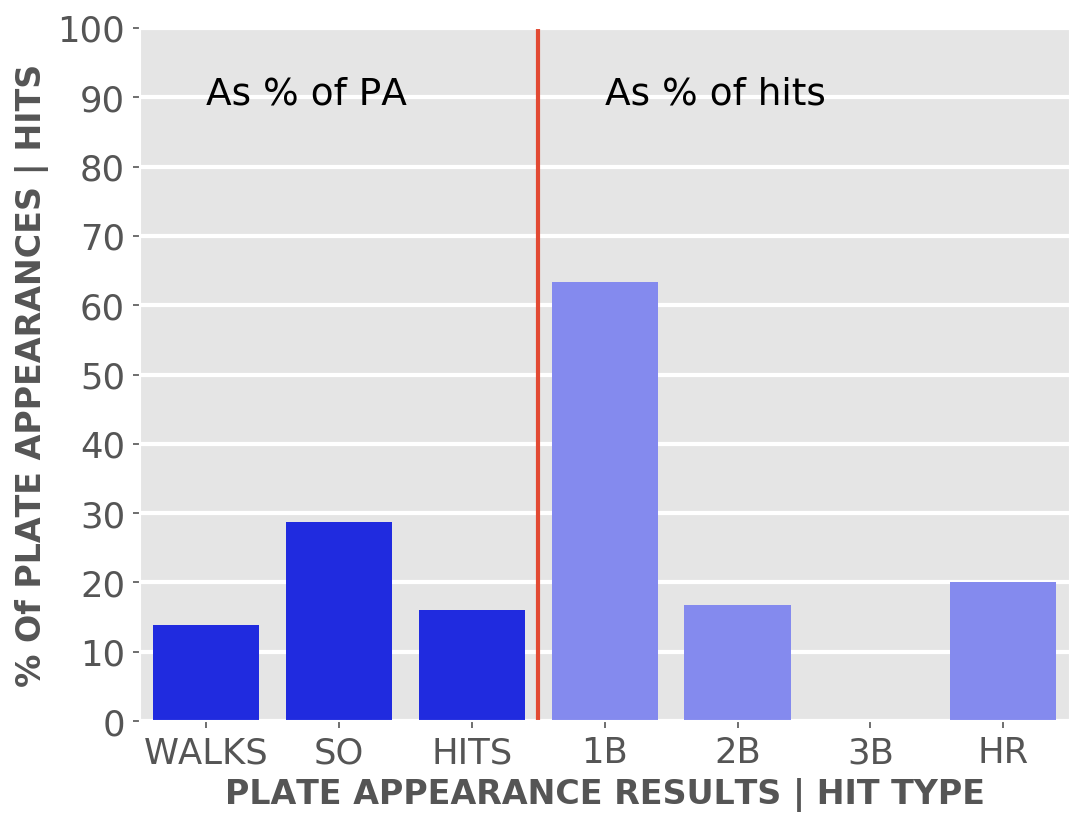 100
90
80
70
60
50
40
30
20
10
0
% Of PLATE APPEARANCES | HITS
As % of PA
As % of hits
WALKS SO HITS 1B 2B 3B HR
PLATE APPEARANCE RESULTS | HIT TYPE